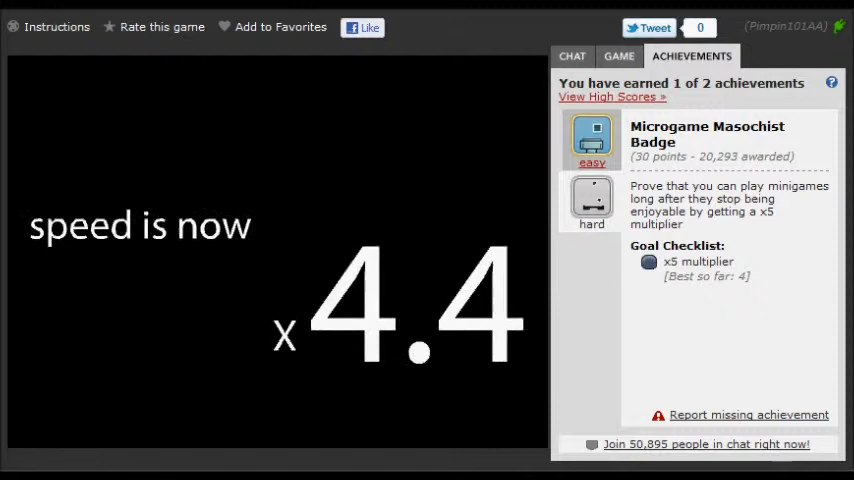 Instructions
Rate this game
Add to Favorites
Like
Tweet
0
(Pimpin101AA)
CHAT
GAME
ACHIEVEMENTS
You have earned 1 of 2 achievements
View High Scores »
?
easy
hard
Microgame Masochist
Badge
(30 points - 20,293 awarded)
Prove that you can play minigames
long after they stop being
enjoyable by getting a x5
multiplier
Goal Checklist:
x5 multiplier
[Best so far: 4]
Report missing achievement
Join 50,895 people in chat right now!
speed is now
x 4.4